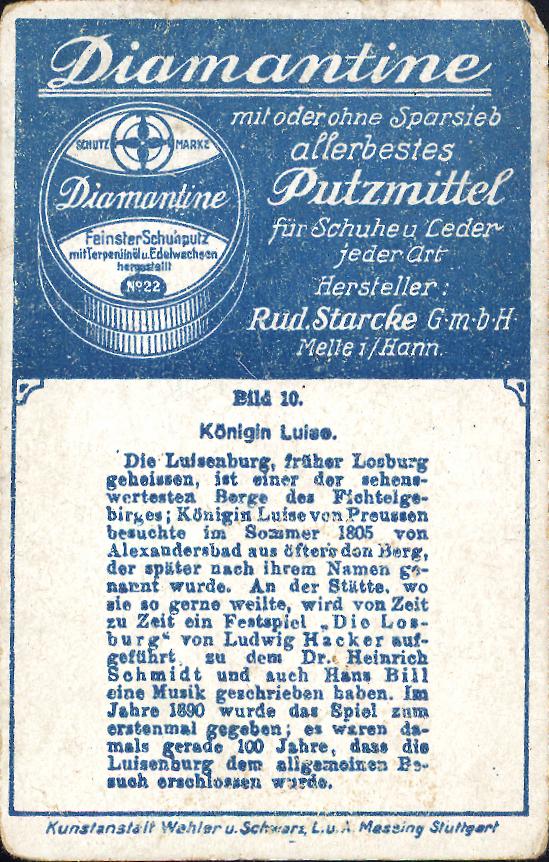 Diamantine
SCHUTZ MARKE
Diamantine
Feinster Schuhputz
mit Terpentinöl u. Edelwachsen
hergestellt
No 22
mit oder ohne Sparsieb
allerbestes
Putzmittel
für Schuhe u. Leder
jeder Art
Hersteller:
Rud. Starcke G·m·b·H
Melle i/Hann.
Bild 10.
Königin Luise.
Die Luisenburg, früher Losburg
geheissen, ist einer der sehens-
wertesten Berge des Fichtelge-
birges; Königin Luise von Preussen
besuchte im Sommer 1805 von
Alexandersbad aus öfters den Berg,
der später nach ihrem Namen ge-
nannt wurde. An der Stätte, wo
sie so gerne weilte, wird von Zeit
zu Zeit ein Festspiel „Die Los-
burg“ von Ludwig Hacker auf-
geführt, zu dem Dr. Heinrich
Schmidt und auch Hans Bill
eine Musik geschrieben haben. Im
Jahre 1890 wurde das Spiel zum
erstenmal gegeben; es waren da-
mals gerade 100 Jahre, dass die
Luisenburg dem allgemeinen Be-
such erschlossen wurde.
Kunstanstalt Wahler u. Schwarz, L. u. A. Messing Stuttgart